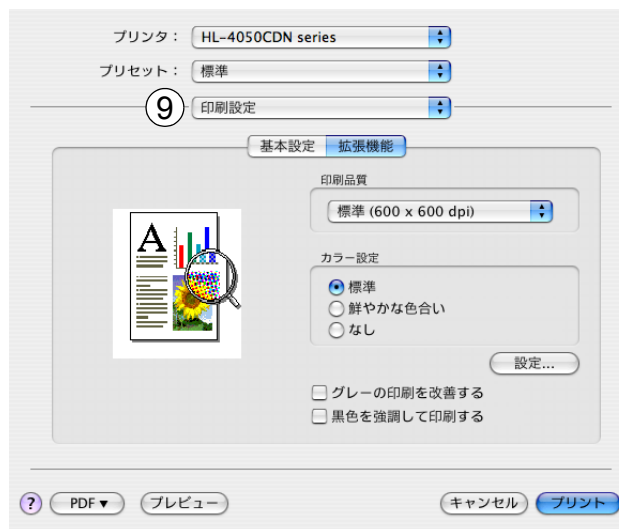 プリンタ： HL-4050CDN series
プリセット： 標準
⑨ 印刷設定
基本設定 拡張機能
印刷品質
標準 (600 x 600 dpi)
カラー設定
標準
鮮やかな色合い
なし
設定...
グレーの印刷を改善する
黒色を強調して印刷する
A
? PDF▼ プレビュー キャンセル プリント